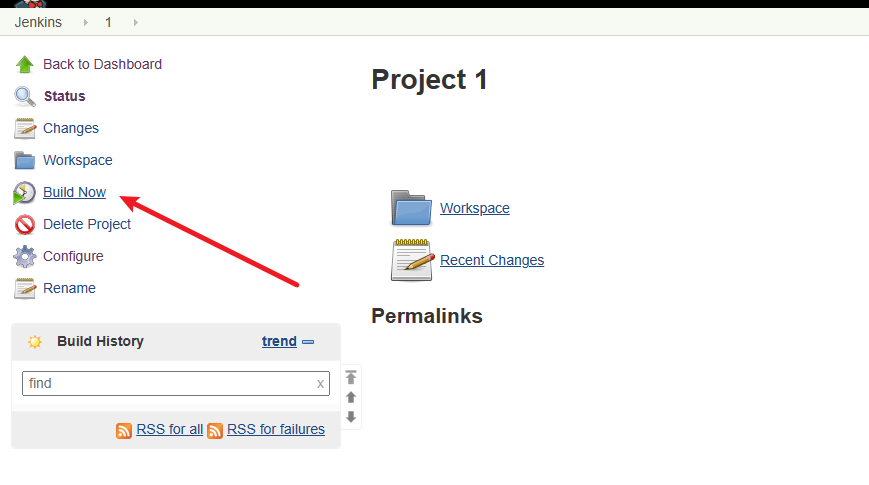 Jenkins 1
Back to Dashboard
Status
Changes
Workspace
Build Now
Delete Project
Configure
Rename
Build History trend
find x
RSS for all RSS for failures
Project 1
Workspace
Recent Changes
Permalinks